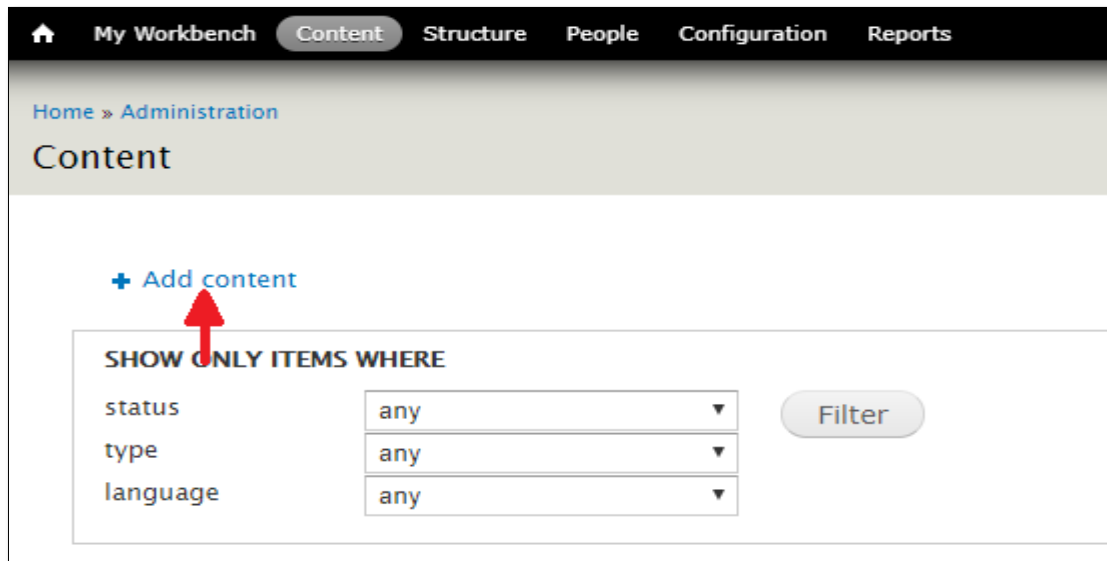 My Workbench Content Structure People Configuration Reports
Home » Administration
Content
+ Add content
SHOW ONLY ITEMS WHERE
status any Filter
type any
language any